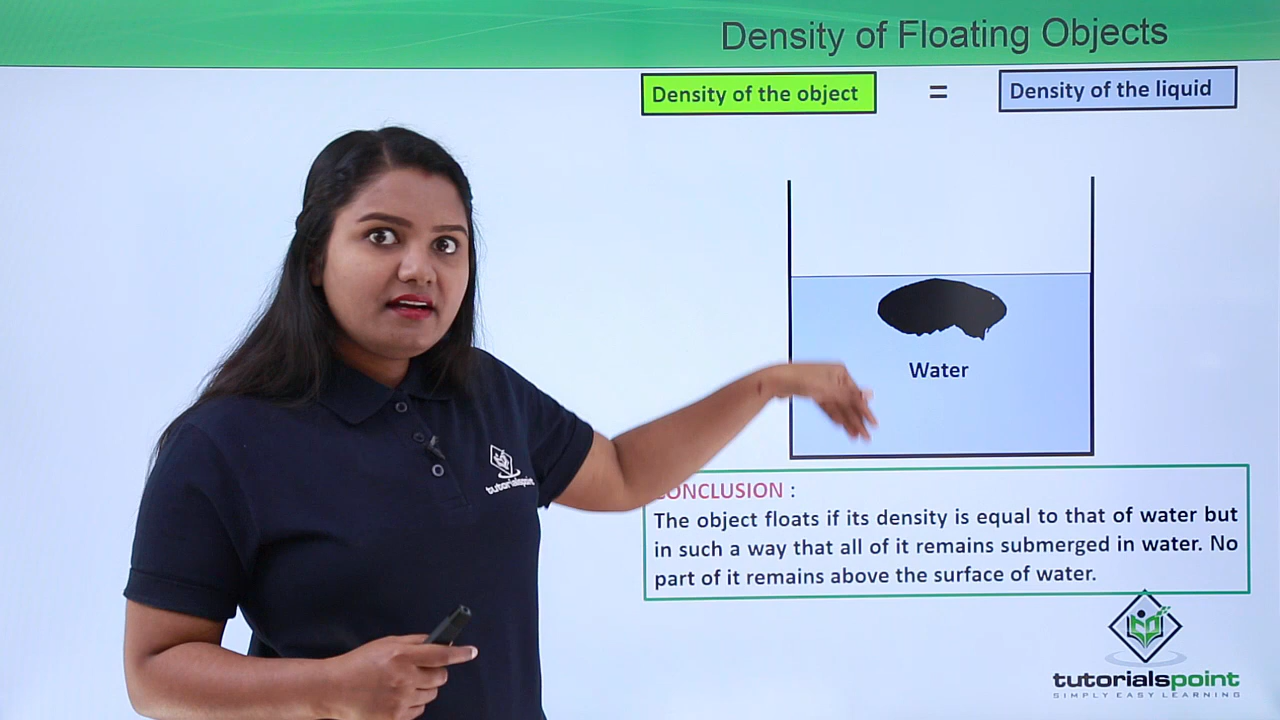 Density of Floating Objects
Density of the object = Density of the liquid
Water
CONCLUSION :
The object floats if its density is equal to that of water but
in such a way that all of it remains submerged in water. No
part of it remains above the surface of water.
tutorialspoint
tutorialspoint
SIMPLY EASY LEARNING